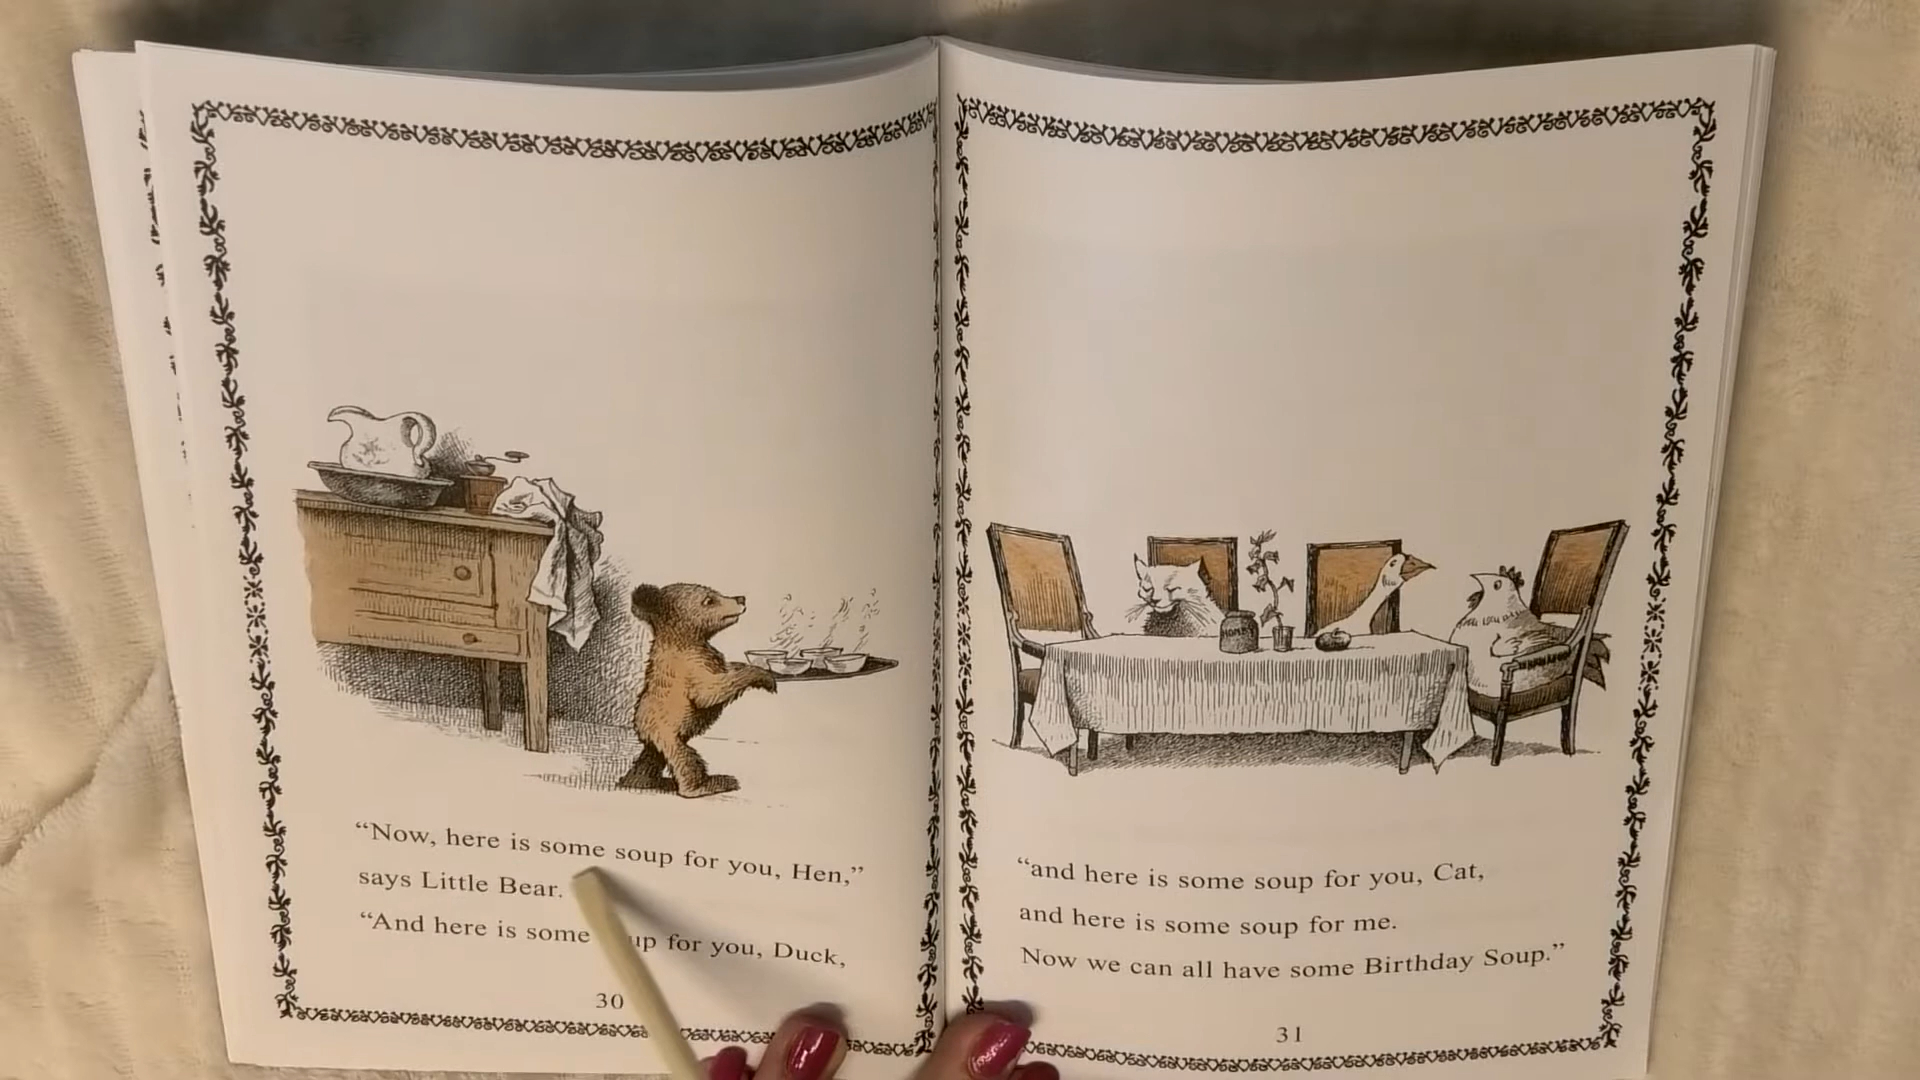 “Now, here is some soup for you, Hen,”
says Little Bear.
“And here is some up for you, Duck,
30
HONEY
“and here is some soup for you, Cat,
and here is some soup for me.
Now we can all have some Birthday Soup.”
31